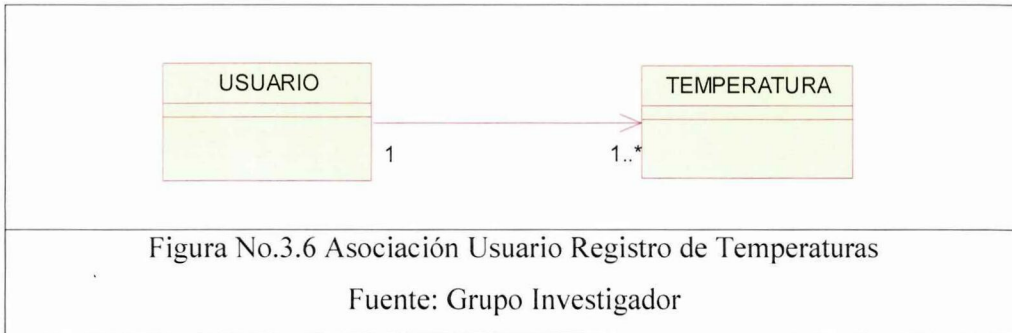 USUARIO
TEMPERATURA
1
1..*
Figura No.3.6 Asociación Usuario Registro de Temperaturas
Fuente: Grupo Investigador